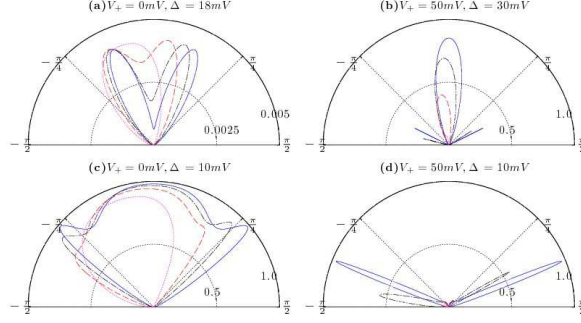 (a)V₊ = 0mV, Δ = 18mV
(b)V₊ = 50mV, Δ = 30mV
−π/4
π/4
−π/4
π/4
0.005
0.0025
1.0
0.5
−π/2
π/2
−π/2
π/2
(c)V₊ = 0mV, Δ = 10mV
(d)V₊ = 50mV, Δ = 10mV
−π/4
π/4
−π/4
π/4
1.0
0.5
1.0
0.5
−π/2
π/2
−π/2
π/2